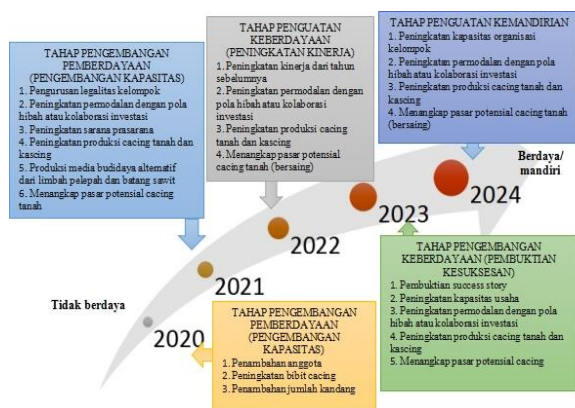 TAHAP PENGEMBANGAN
PEMBERDAYAAN
(PENGEMBANGAN KAPASITAS)
1. Pengurusan legalitas kelompok
2. Peningkatan permodalan dengan pola
hibah atau kolaborasi investasi
3. Peningkatan sarana prasarana
4. Peningkatan produksi cacing tanah dan
kascing
5. Produksi media budidaya alternatif
dari limbah pelepah dan batang sawit
6. Menangkap pasar potensial cacing
tanah
TAHAP PENGUATAN
KEBERDAYAAN
(PENINGKATAN KINERJA)
1. Peningkatan kinerja dari tahun
sebelumnya
2. Peningkatan permodalan dengan
pola hibah atau kolaborasi
investasi
3. Peningkatan produksi cacing tanah
dan kascing
4. Menangkap pasar potensial
cacing tanah (bersaing)
TAHAP PENGUATAN KEMANDIRIAN
1. Peningkatan kapasitas organisasi
kelompok
2. Peningkatan permodalan dengan pola
hibah atau kolaborasi investasi
3. Peningkatan produksi cacing tanah
dan kascing
4. Menangkap pasar potensial
cacing tanah (bersaing)
Berdaya/
mandiri
2024
2023
2022
2021
Tidak berdaya
2020
TAHAP PENGEMBANGAN
PEMBERDAYAAN
(PENGEMBANGAN
KAPASITAS)
1. Penambahan anggota
2. Peningkatan bibit cacing
3. Penambahan jumlah kandang
TAHAP PENGEMBANGAN
KEBERDAYAAN (PEMBUKTIAN
KESUKSESAN)
1. Pembuktian success story
2. Peningkatan kapasitas usaha
3. Peningkatan permodalan dengan pola
hibah atau kolaborasi investasi
4. Peningkatan produksi cacing tanah dan
kascing
5. Menangkap pasar potensial cacing